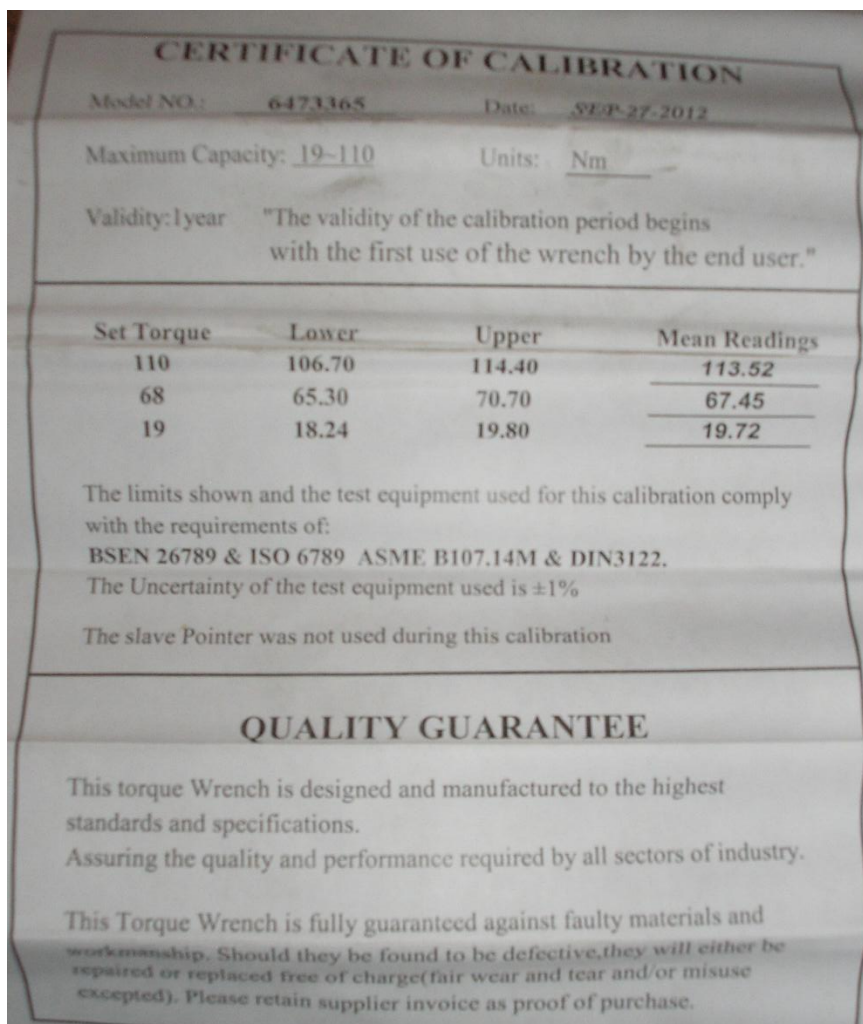 CERTIFICATE OF CALIBRATION
Model NO.: 6473365 Date: SEP-27-2012
Maximum Capacity: 19~110 Units: Nm
Validity:1year "The validity of the calibration period begins
with the first use of the wrench by the end user."
Set Torque Lower Upper Mean Readings
110 106.70 114.40 113.52
68 65.30 70.70 67.45
19 18.24 19.80 19.72
The limits shown and the test equipment used for this calibration comply
with the requirements of:
BSEN 26789 & ISO 6789 ASME B107.14M & DIN3122.
The Uncertainty of the test equipment used is ±1%
The slave Pointer was not used during this calibration
QUALITY GUARANTEE
This torque Wrench is designed and manufactured to the highest
standards and specifications.
Assuring the quality and performance required by all sectors of industry.
This Torque Wrench is fully guaranteed against faulty materials and
workmanship. Should they be found to be defective,they will either be
repaired or replaced free of charge(fair wear and tear and/or misuse
excepted). Please retain supplier invoice as proof of purchase.